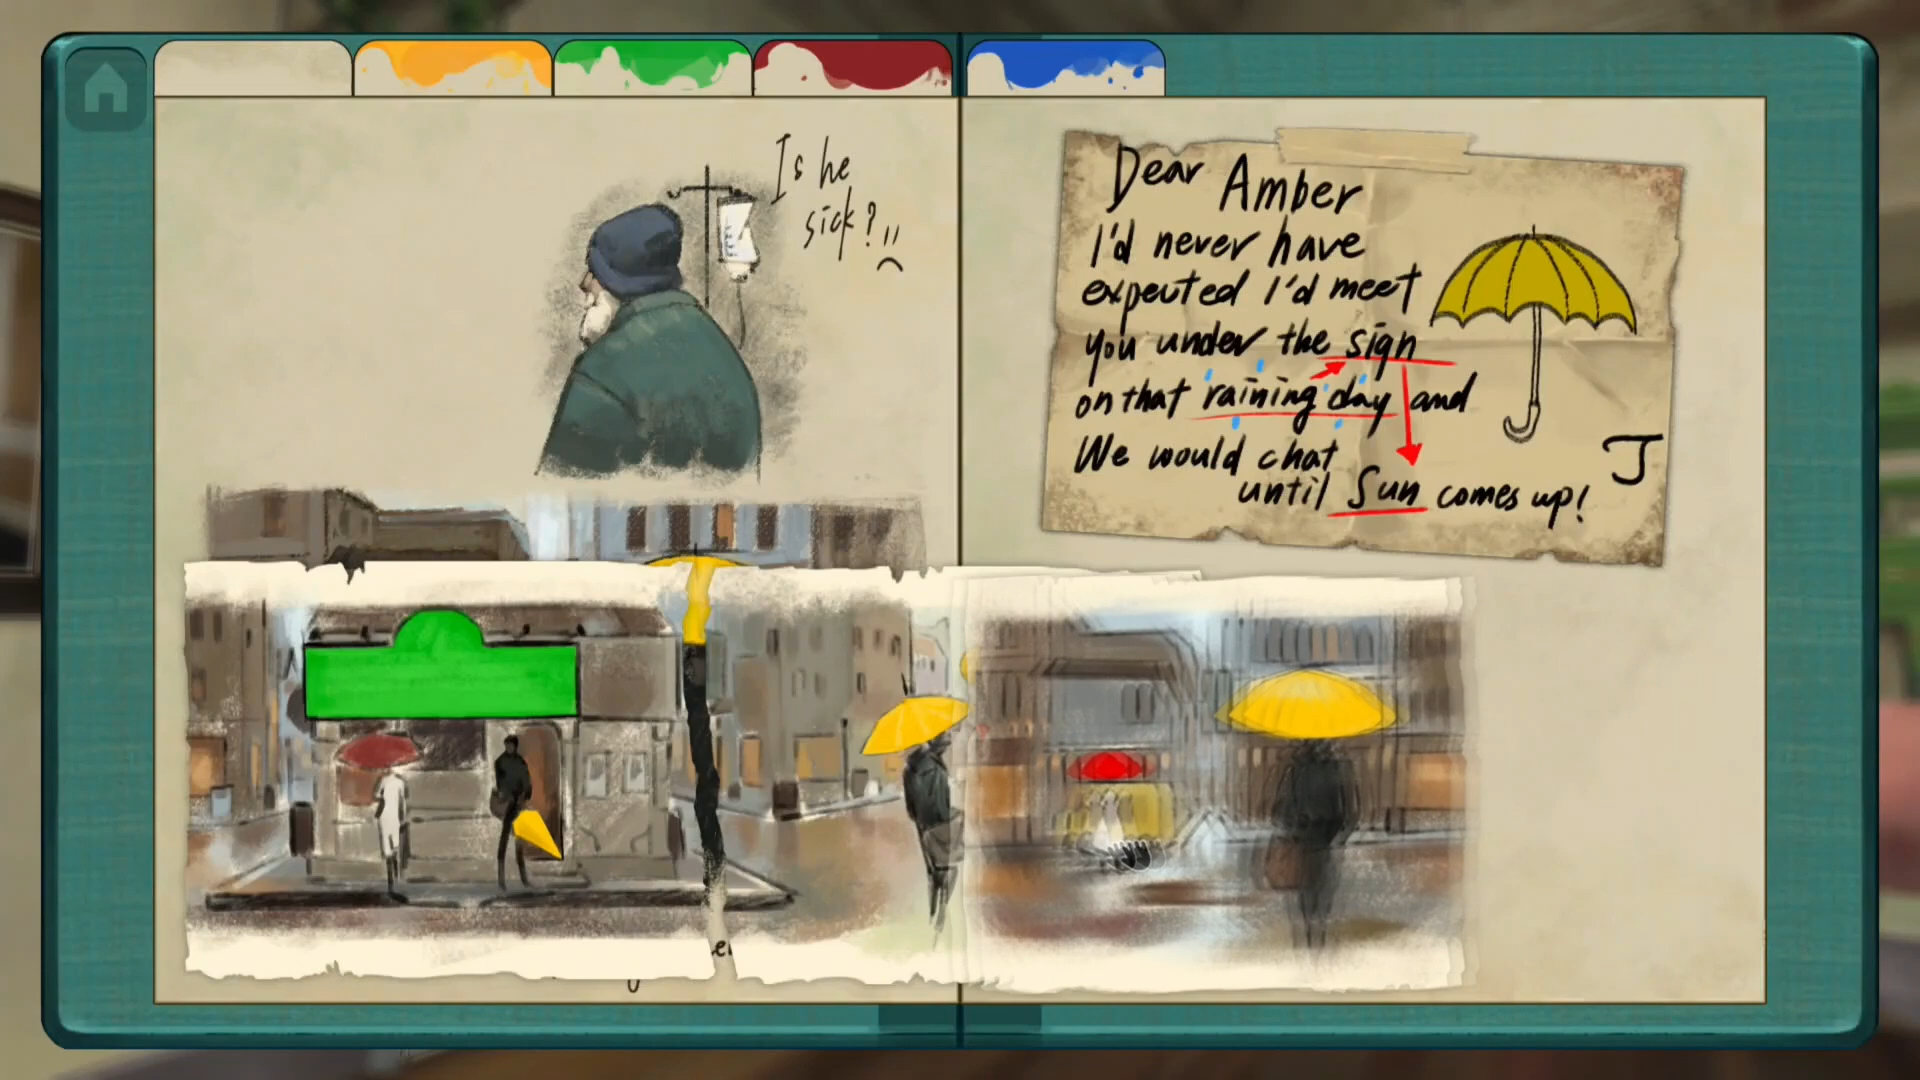 Is he
sick?
Dear Amber
I'd never have
expected I'd meet
you under the sign
on that raining day and
We would chat
until Sun comes up!
J